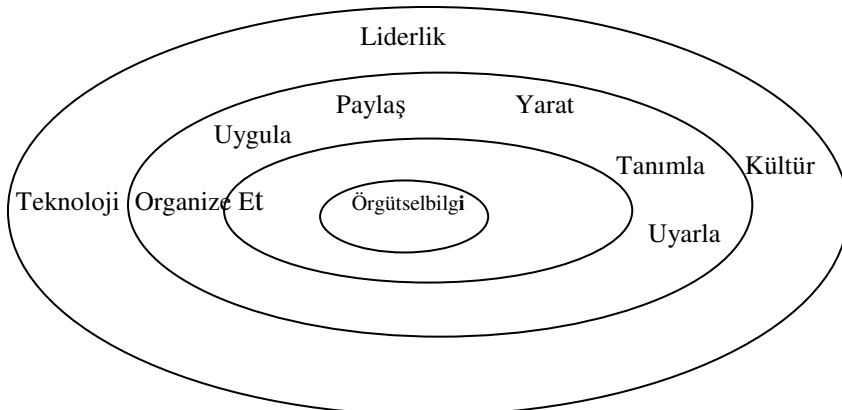 Liderlik
Paylaş Yarat
Uygula
Tanımla Kültür
Teknoloji Organize Et Örgütselbilgi
Uyarla